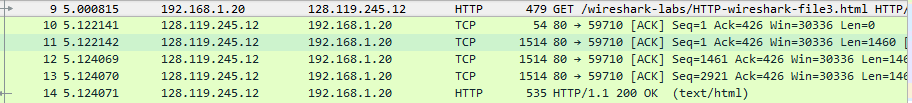 9 5.000815 192.168.1.20 128.119.245.12 HTTP 479 GET /wireshark-labs/HTTP-wireshark-file3.html HTTP/
10 5.122141 128.119.245.12 192.168.1.20 TCP 54 80 → 59710 [ACK] Seq=1 Ack=426 Win=30336 Len=0
11 5.122142 128.119.245.12 192.168.1.20 TCP 1514 80 → 59710 [ACK] Seq=1 Ack=426 Win=30336 Len=1460 [
12 5.124069 128.119.245.12 192.168.1.20 TCP 1514 80 → 59710 [ACK] Seq=1461 Ack=426 Win=30336 Len=146
13 5.124070 128.119.245.12 192.168.1.20 TCP 1514 80 → 59710 [ACK] Seq=2921 Ack=426 Win=30336 Len=146
14 5.124071 128.119.245.12 192.168.1.20 HTTP 535 HTTP/1.1 200 OK (text/html)